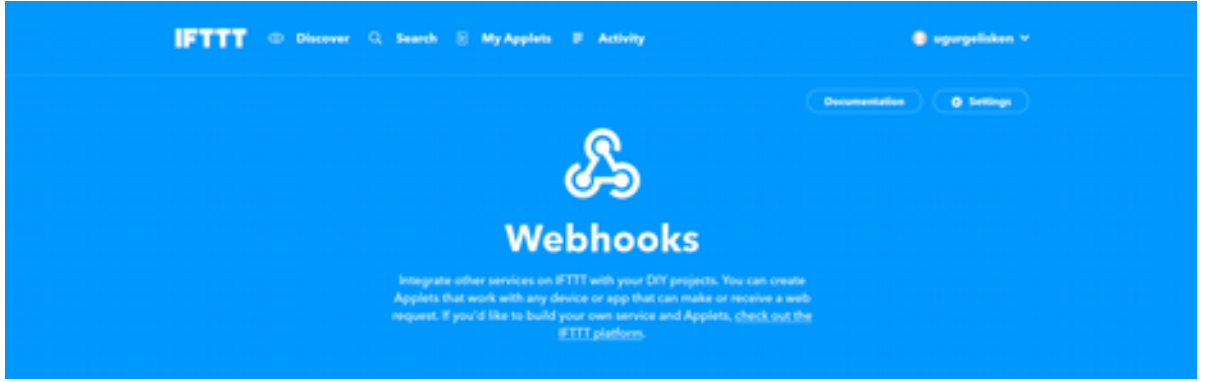 IFTTT Discover Search My Applets Activity ugurgelisken
Documentation Settings
Webhooks
Integrate other services on IFTTT with your DIY projects. You can create
Applets that work with any device or app that can make or receive a web
request. If you'd like to build your own service and Applets, check out the
IFTTT platform.